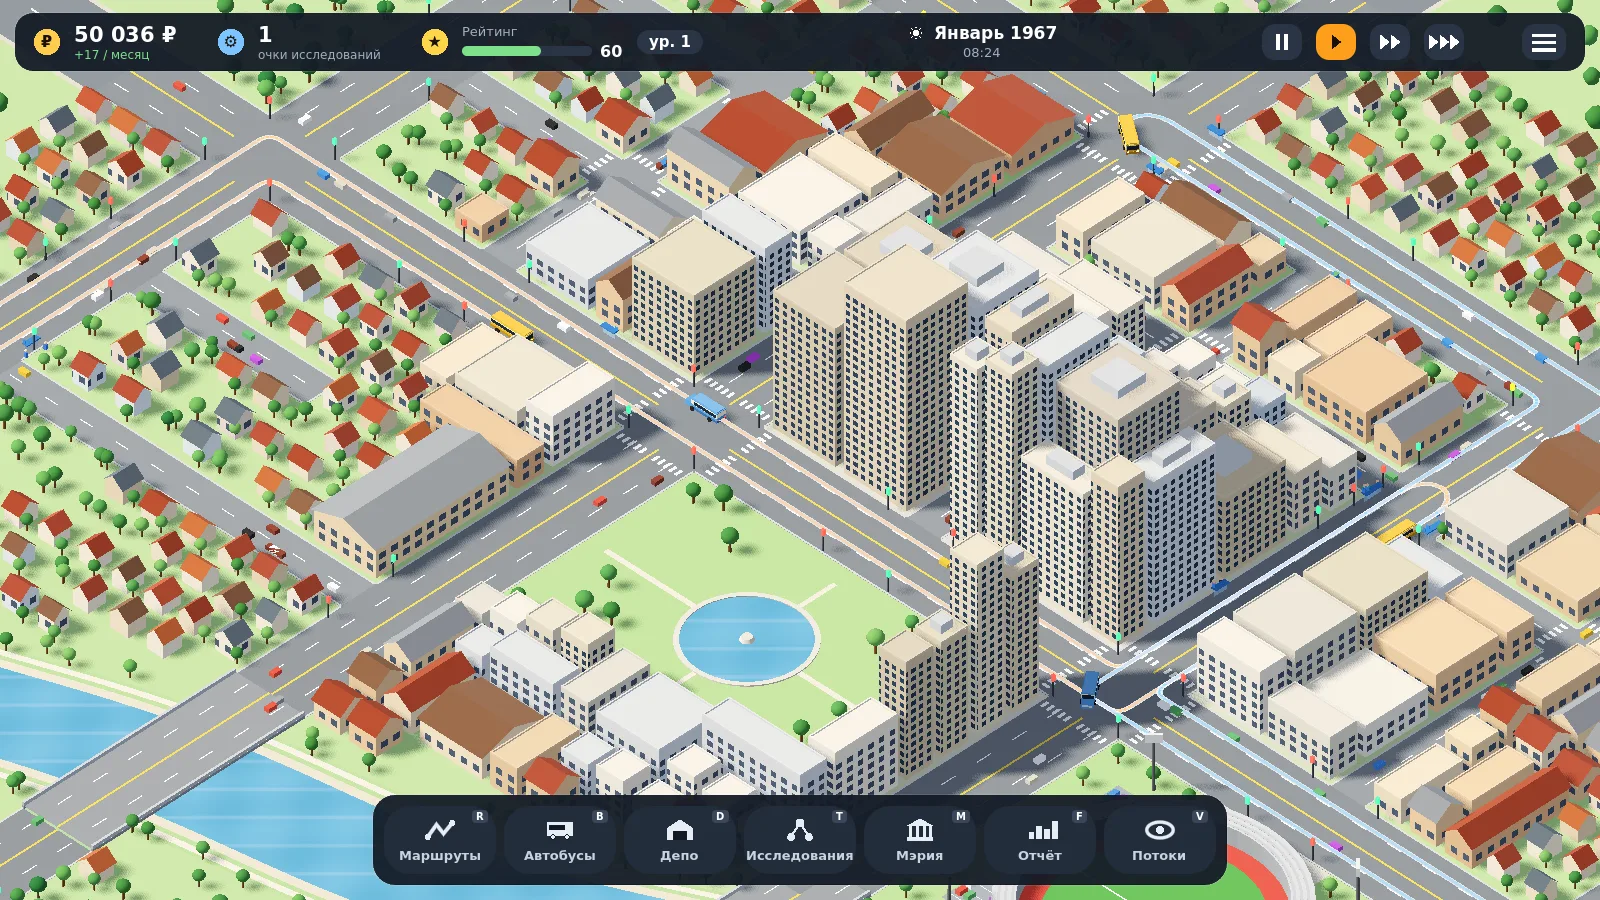 50 036 ₽
+17 / месяц
1
очки исследований
Рейтинг
60
ур. 1
Январь 1967
08:24
R
Маршруты
B
Автобусы
D
Депо
T
Исследования
M
Мэрия
F
Отчёт
V
Потоки